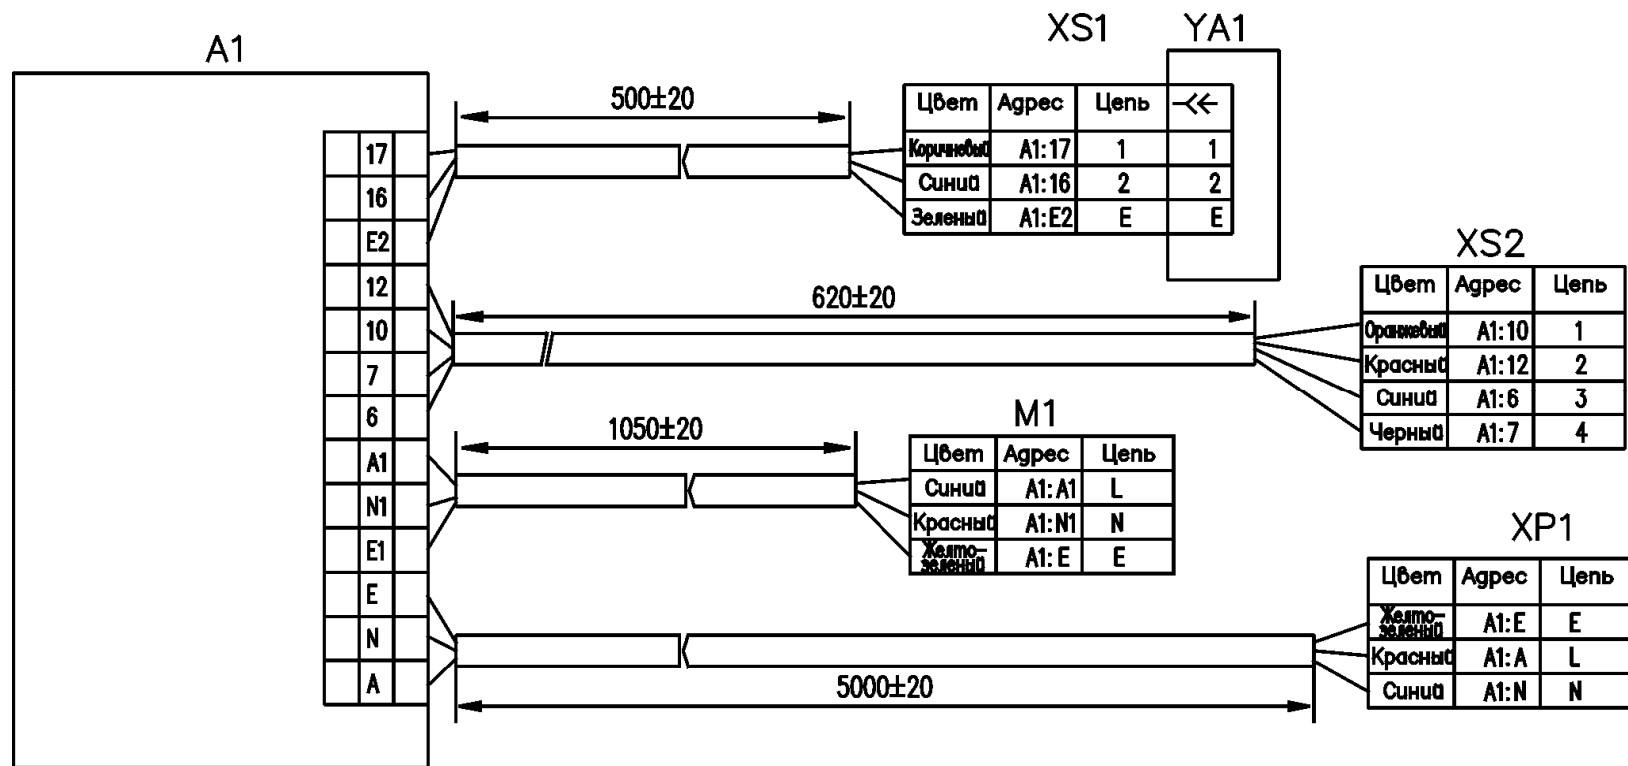 A1
17
16
E2
12
10
7
6
A1
N1
E1
E
N
A
500±20
XS1 YA1
Цвет Адрес Цепь
Коричневый A1:17 1 1
Синий A1:16 2 2
Зеленый A1:E2 E E
620±20
XS2
Цвет Адрес Цепь
Оранжевый A1:10 1
Красный A1:12 2
Синий A1:6 3
Черный A1:7 4
1050±20
M1
Цвет Адрес Цепь
Синий A1:A1 L
Красный A1:N1 N
Желто-
зеленый A1:E E
5000±20
XP1
Цвет Адрес Цепь
Желто-
зеленый A1:E E
Красный A1:A L
Синий A1:N N